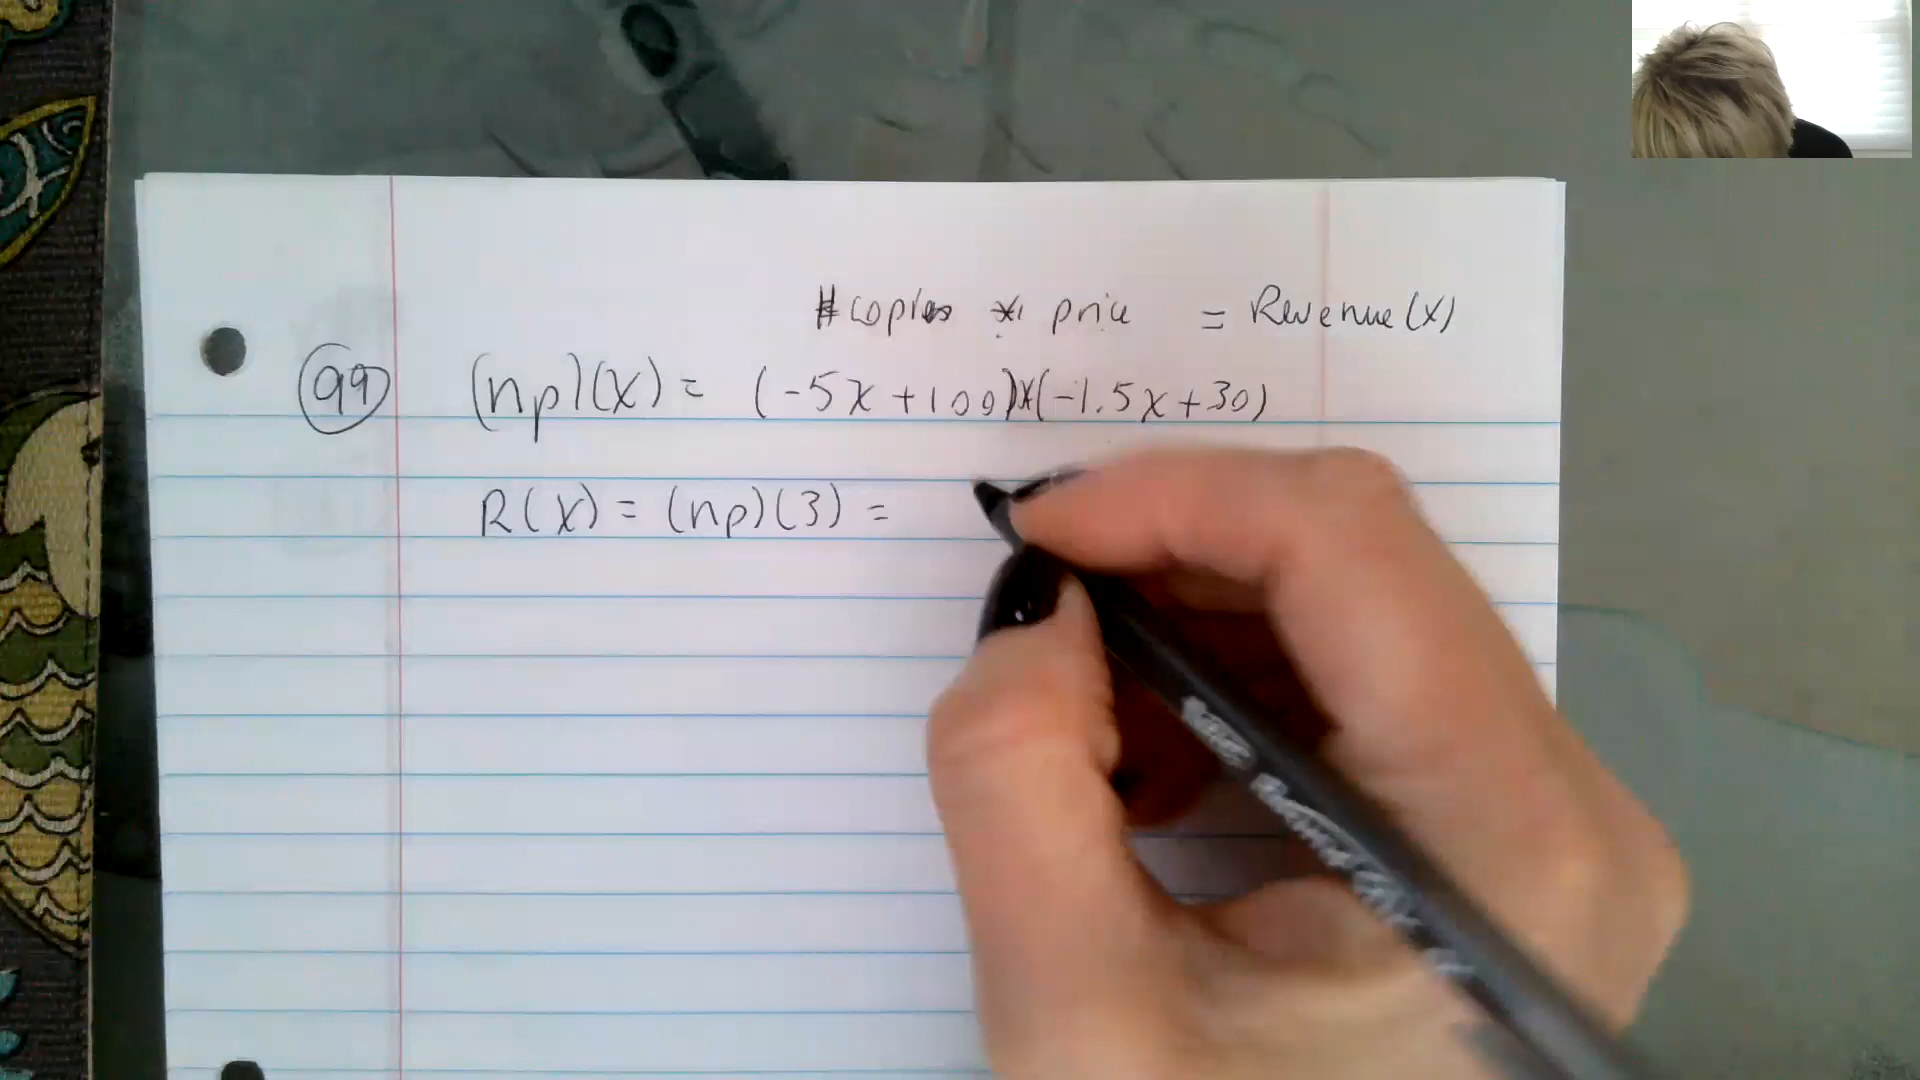 #copies * price = Revenue(x)
99 (np)(x) = (-5x+100)*(-1.5x+30)
R(x) = (np)(3) =